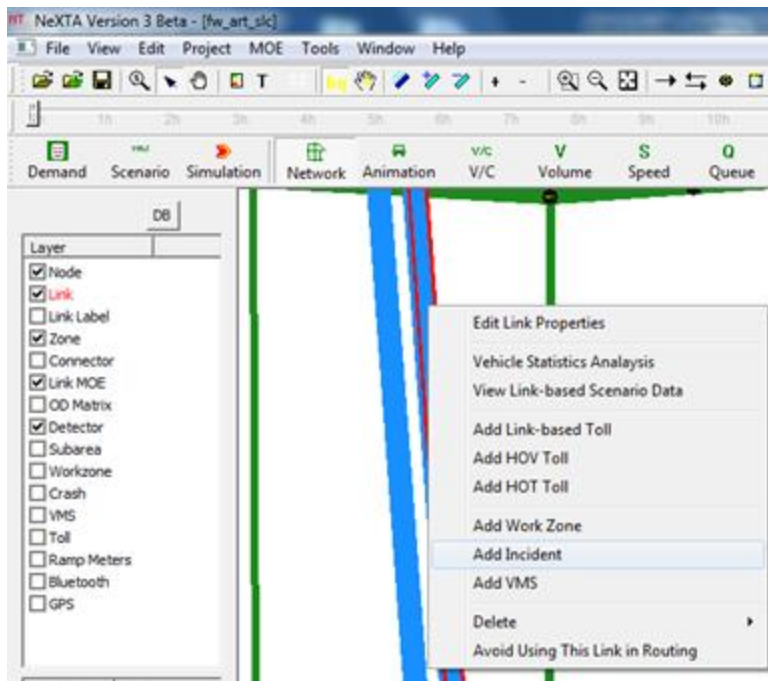 NeXTA Version 3 Beta - [fw_art_slc]
File View Edit Project MOE Tools Window Help
T
+ -
1h 2h 3h 4h 5h 6h 7h 8h 9h 10h
V/C V S Q
Demand Scenario Simulation Network Animation V/C Volume Speed Queue
DB
Layer
Node
Link
Link Label
Zone
Connector
Link MOE
OD Matrix
Detector
Subarea
Workzone
Crash
VMS
Toll
Ramp Meters
Bluetooth
GPS
Edit Link Properties
Vehicle Statistics Analaysis
View Link-based Scenario Data
Add Link-based Toll
Add HOV Toll
Add HOT Toll
Add Work Zone
Add Incident
Add VMS
Delete
Avoid Using This Link in Routing